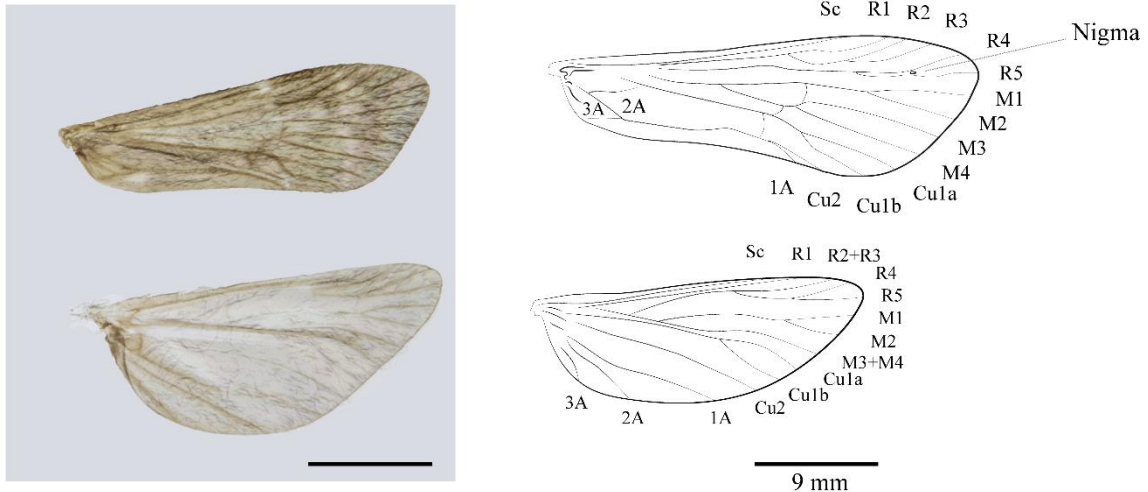 Sc
R1
R2
R3
R4
Nigma
R5
M1
M2
M3
M4
Cu1a
Cu1b
Cu2
1A
3A
2A
Sc
R1
R2+R3
R4
R5
M1
M2
M3+M4
Cu1a
Cu1b
Cu2
1A
2A
3A
9 mm